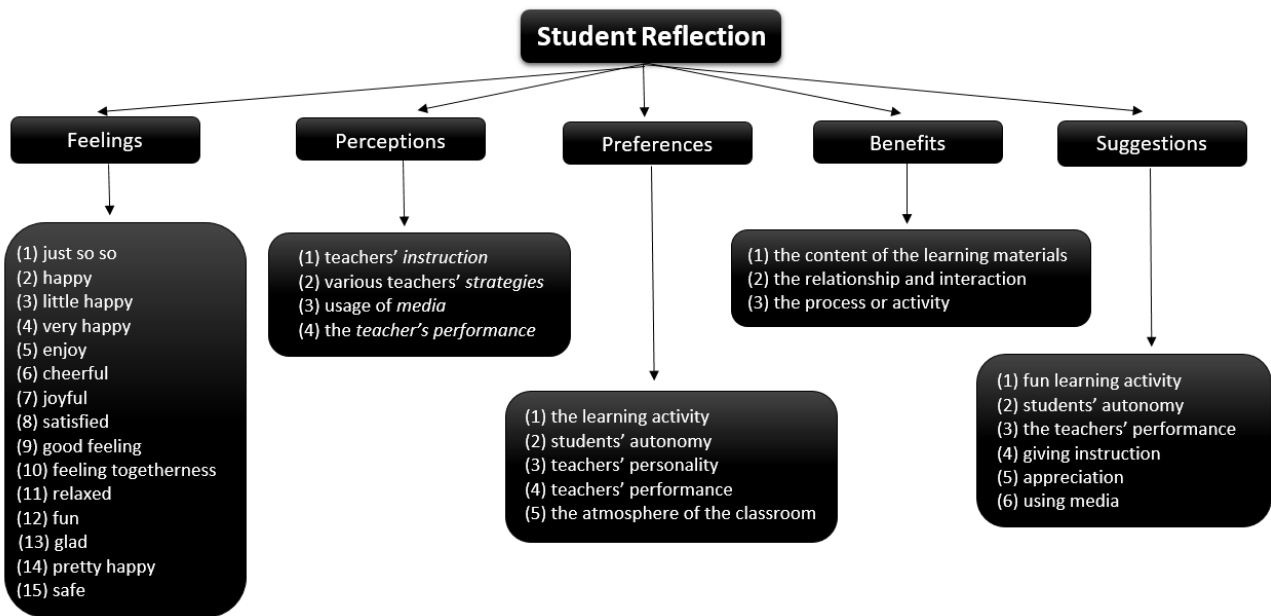 Student Reflection
Feelings
Perceptions
Preferences
Benefits
Suggestions
(1) just so so
(2) happy
(3) little happy
(4) very happy
(5) enjoy
(6) cheerful
(7) joyful
(8) satisfied
(9) good feeling
(10) feeling togetherness
(11) relaxed
(12) fun
(13) glad
(14) pretty happy
(15) safe
(1) teachers’ instruction
(2) various teachers’ strategies
(3) usage of media
(4) the teacher’s performance
(1) the learning activity
(2) students’ autonomy
(3) teachers’ personality
(4) teachers’ performance
(5) the atmosphere of the classroom
(1) the content of the learning materials
(2) the relationship and interaction
(3) the process or activity
(1) fun learning activity
(2) students’ autonomy
(3) the teachers’ performance
(4) giving instruction
(5) appreciation
(6) using media